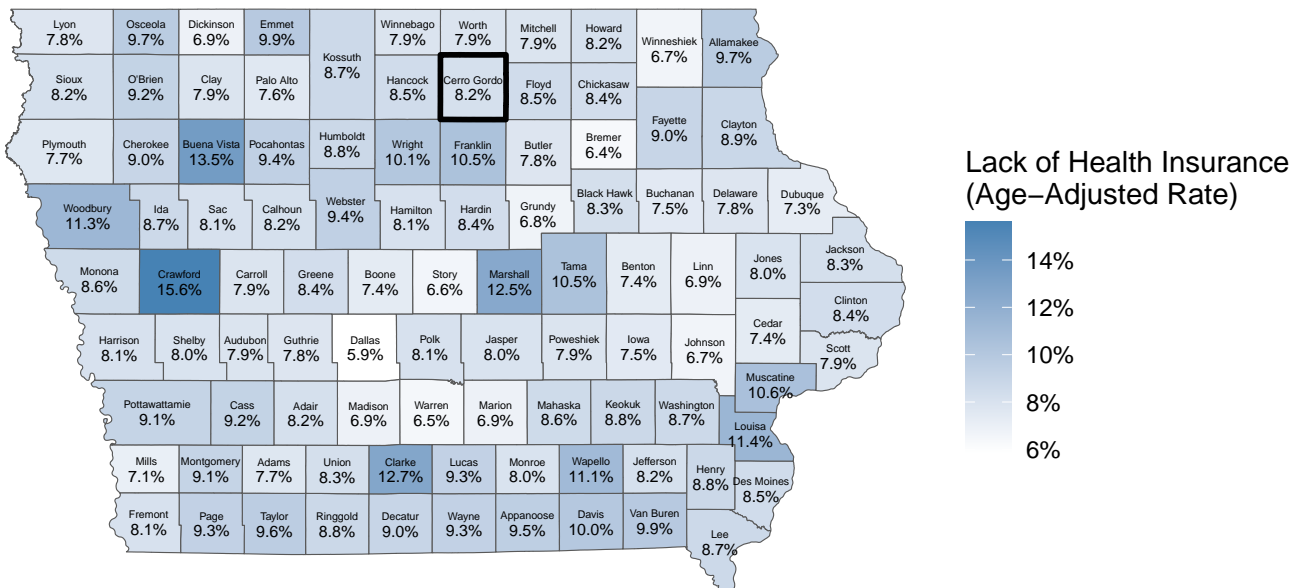 Lyon
7.8%
Osceola
9.7%
Dickinson
6.9%
Emmet
9.9%
Kossuth
8.7%
Winnebago
7.9%
Worth
7.9%
Mitchell
7.9%
Howard
8.2%
Winneshiek
6.7%
Allamakee
9.7%
Sioux
8.2%
O'Brien
9.2%
Clay
7.9%
Palo Alto
7.6%
Hancock
8.5%
Cerro Gordo
8.2%
Floyd
8.5%
Chickasaw
8.4%
Fayette
9.0%
Clayton
8.9%
Plymouth
7.7%
Cherokee
9.0%
Buena Vista
13.5%
Pocahontas
9.4%
Humboldt
8.8%
Wright
10.1%
Franklin
10.5%
Butler
7.8%
Bremer
6.4%
Woodbury
11.3%
Ida
8.7%
Sac
8.1%
Calhoun
8.2%
Webster
9.4%
Hamilton
8.1%
Hardin
8.4%
Grundy
6.8%
Black Hawk
8.3%
Buchanan
7.5%
Delaware
7.8%
Dubuque
7.3%
Monona
8.6%
Crawford
15.6%
Carroll
7.9%
Greene
8.4%
Boone
7.4%
Story
6.6%
Marshall
12.5%
Tama
10.5%
Benton
7.4%
Linn
6.9%
Jones
8.0%
Jackson
8.3%
Clinton
8.4%
Harrison
8.1%
Shelby
8.0%
Audubon
7.9%
Guthrie
7.8%
Dallas
5.9%
Polk
8.1%
Jasper
8.0%
Poweshiek
7.9%
Iowa
7.5%
Johnson
6.7%
Cedar
7.4%
Scott
7.9%
Muscatine
10.6%
Pottawattamie
9.1%
Cass
9.2%
Adair
8.2%
Madison
6.9%
Warren
6.5%
Marion
6.9%
Mahaska
8.6%
Keokuk
8.8%
Washington
8.7%
Louisa
11.4%
Mills
7.1%
Montgomery
9.1%
Adams
7.7%
Union
8.3%
Clarke
12.7%
Lucas
9.3%
Monroe
8.0%
Wapello
11.1%
Jefferson
8.2%
Henry
8.8%
Des Moines
8.5%
Fremont
8.1%
Page
9.3%
Taylor
9.6%
Ringgold
8.8%
Decatur
9.0%
Wayne
9.3%
Appanoose
9.5%
Davis
10.0%
Van Buren
9.9%
Lee
8.7%
Lack of Health Insurance
(Age−Adjusted Rate)
14%
12%
10%
8%
6%